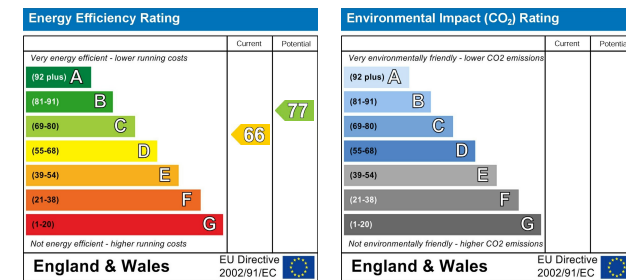 Energy Efficiency Rating
Current Potential
Very energy efficient - lower running costs
(92 plus) A
(81-91) B
(69-80) C
(55-68) D
(39-54) E
(21-38) F
(1-20) G
66
77
Not energy efficient - higher running costs
England & Wales
EU Directive
2002/91/EC
Environmental Impact (CO₂) Rating
Current Potential
Very environmentally friendly - lower CO2 emissions
(92 plus) A
(81-91) B
(69-80) C
(55-68) D
(39-54) E
(21-38) F
(1-20) G
Not environmentally friendly - higher CO2 emissions
England & Wales
EU Directive
2002/91/EC